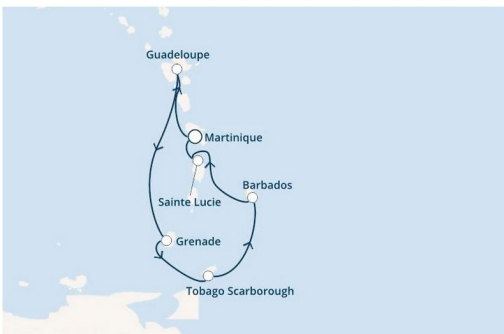 Guadeloupe
Martinique
Barbados
Sainte Lucie
Grenade
Tobago Scarborough